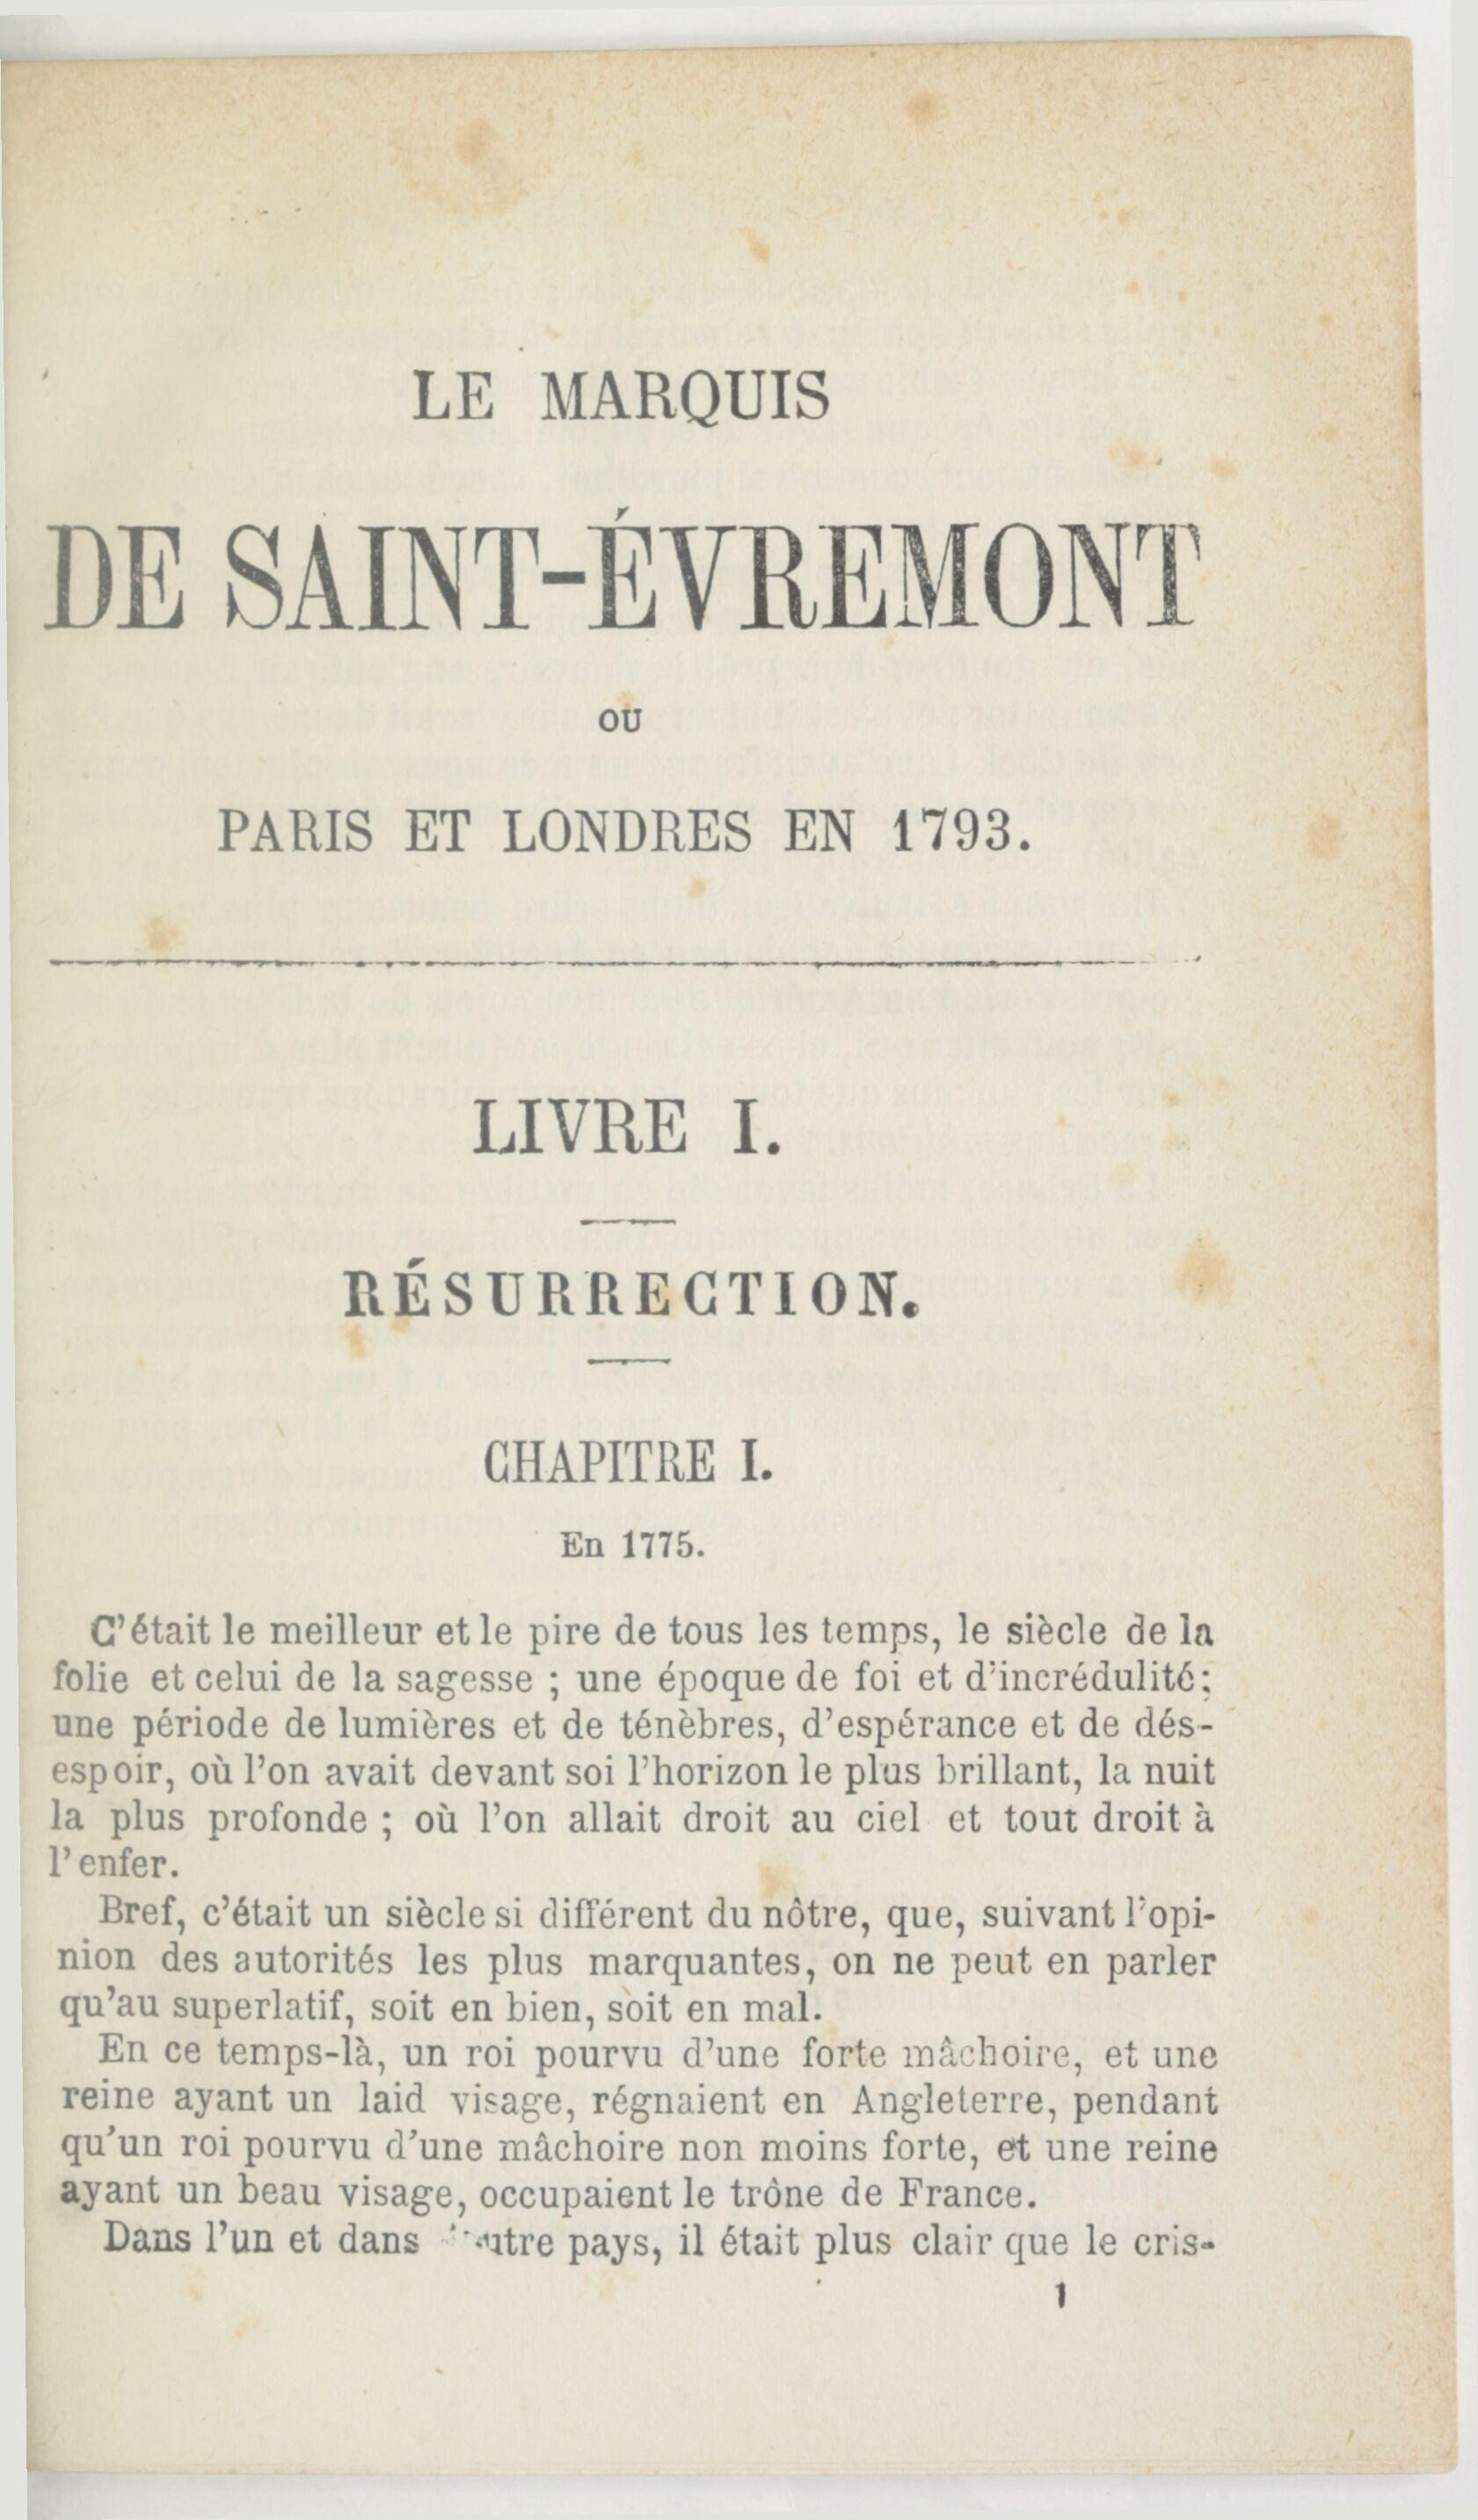 LE MARQUIS
DE SAINT-ÉVREMONT
OU
PARIS ET LONDRES EN 1793.
LIVRE I.
RÉSURRECTION.
CHAPITRE I.
En 1775.
C'était le meilleur et le pire de tous les temps, le siècle de la
folie et celui de la sagesse ; une époque de foi et d'incrédulité;
une période de lumières et de ténèbres, d'espérance et de dés-
espoir, où l'on avait devant soi l'horizon le plus brillant, la nuit
la plus profonde ; où l'on allait droit au ciel et tout droit à
l'enfer.
Bref, c'était un siècle si différent du nôtre, que, suivant l'opi-
nion des autorités les plus marquantes, on ne peut en parler
qu'au superlatif, soit en bien, soit en mal.
En ce temps-là, un roi pourvu d'une forte mâchoire, et une
reine ayant un laid visage, régnaient en Angleterre, pendant
qu'un roi pourvu d'une mâchoire non moins forte, et une reine
ayant un beau visage, occupaient le trône de France.
Dans l'un et dans pays, il était plus clair que le cris-
1